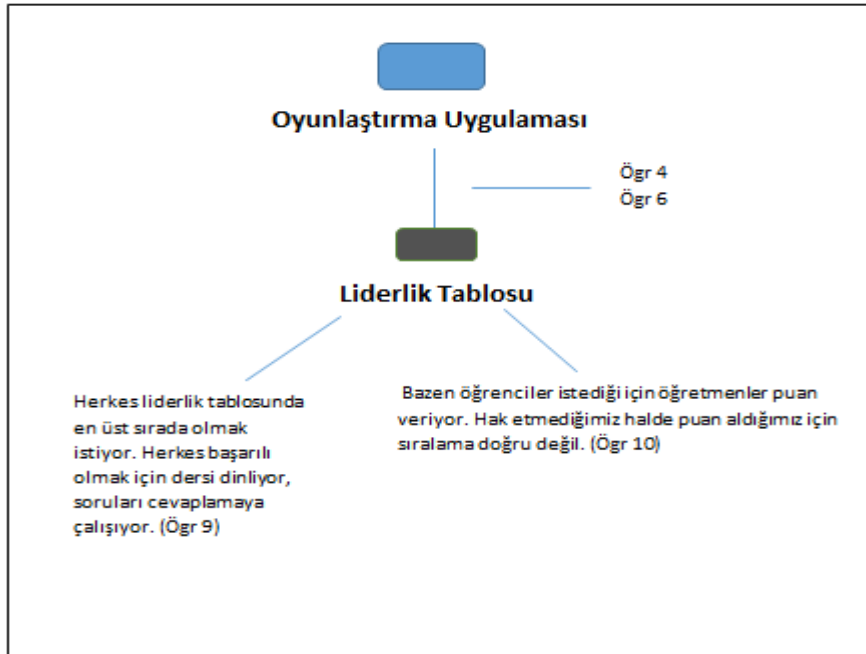 Oyunlaştırma Uygulaması
Ögr 4
Ögr 6
Liderlik Tablosu
Herkes liderlik tablosunda
en üst sırada olmak
istiyor. Herkes başarılı
olmak için dersi dinliyor,
soruları cevaplamaya
çalışıyor. (Ögr 9)
Bazen öğrenciler istediği için öğretmenler puan
veriyor. Hak etmediğimiz halde puan aldığımız için
sıralama doğru değil. (Ögr 10)